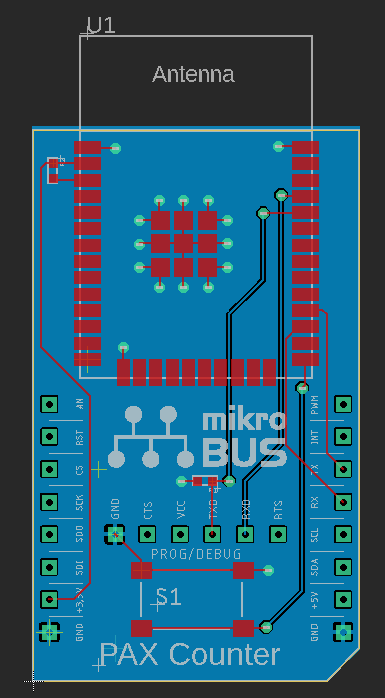 U1
Antenna
AN
RST
CS
SCK
SDO
SDI
+3.3V
GND
mikro
BUS
PWM
INT
TX
RX
SCL
SDA
+5V
GND
GND
CTS
VCC
TXD
RXD
RTS
PROG/DEBUG
S1
PAX Counter